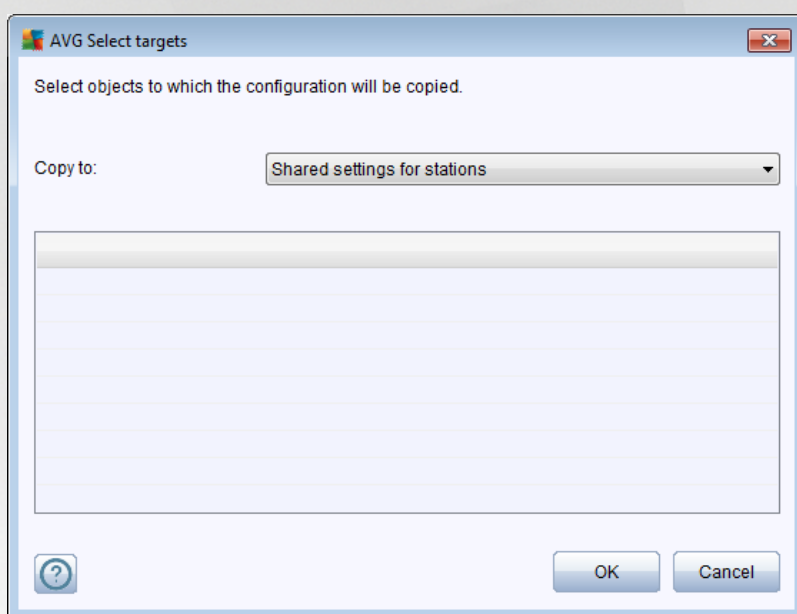 AVG Select targets
Select objects to which the configuration will be copied.
Copy to:
Shared settings for stations
?
OK
Cancel